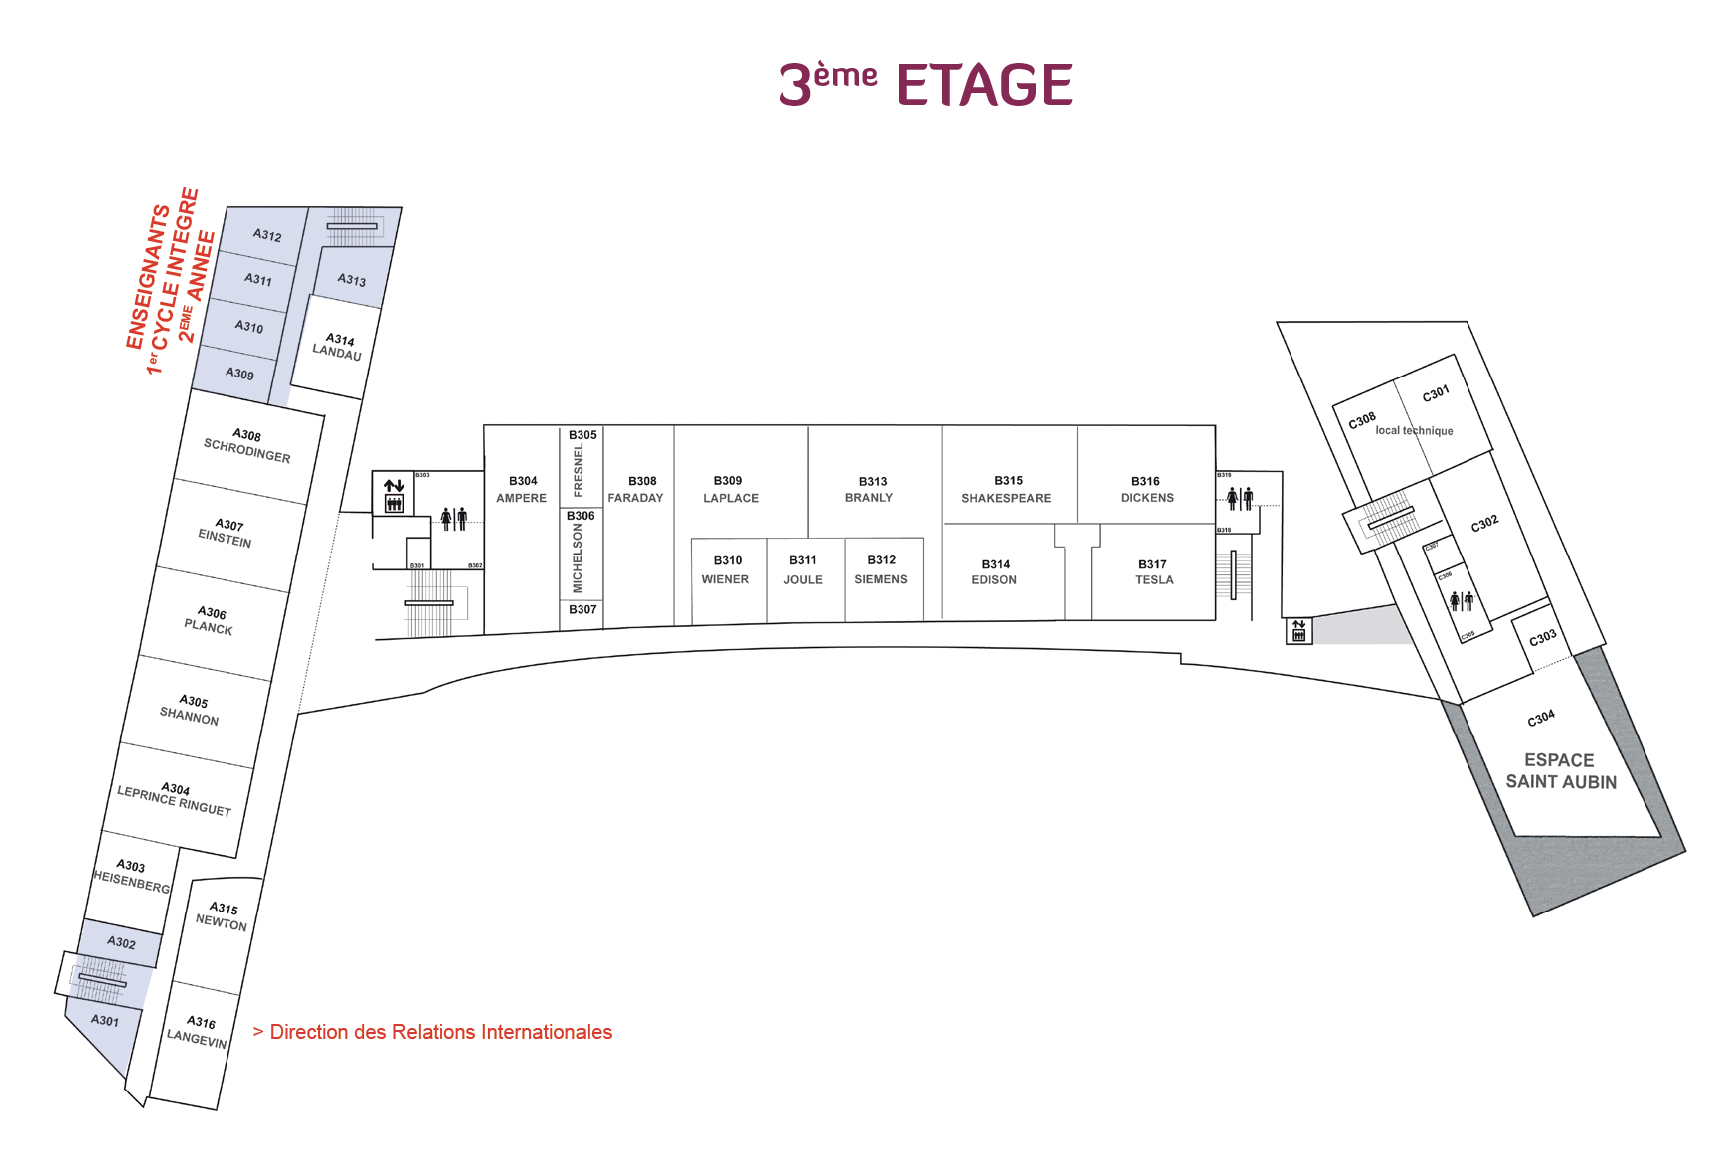 3ème ETAGE
ENSEIGNANTS
1er CYCLE INTEGRE
2EME ANNEE
A312
A311
A310
A309
A313
A314
LANDAU
A308
SCHRODINGER
A307
EINSTEIN
A306
PLANCK
A305
SHANNON
A304
LEPRINCE RINGUET
A303
HEISENBERG
A302
A301
A315
NEWTON
A316
LANGEVIN
> Direction des Relations Internationales
B303
B301
B302
B304
AMPERE
B305
FRESNEL
B306
MICHELSON
B307
B308
FARADAY
B309
LAPLACE
B310
WIENER
B311
JOULE
B312
SIEMENS
B313
BRANLY
B315
SHAKESPEARE
B314
EDISON
B316
DICKENS
B317
TESLA
B319
B318
C308
C301
local technique
C302
C307
C306
C305
C303
C304
ESPACE
SAINT AUBIN